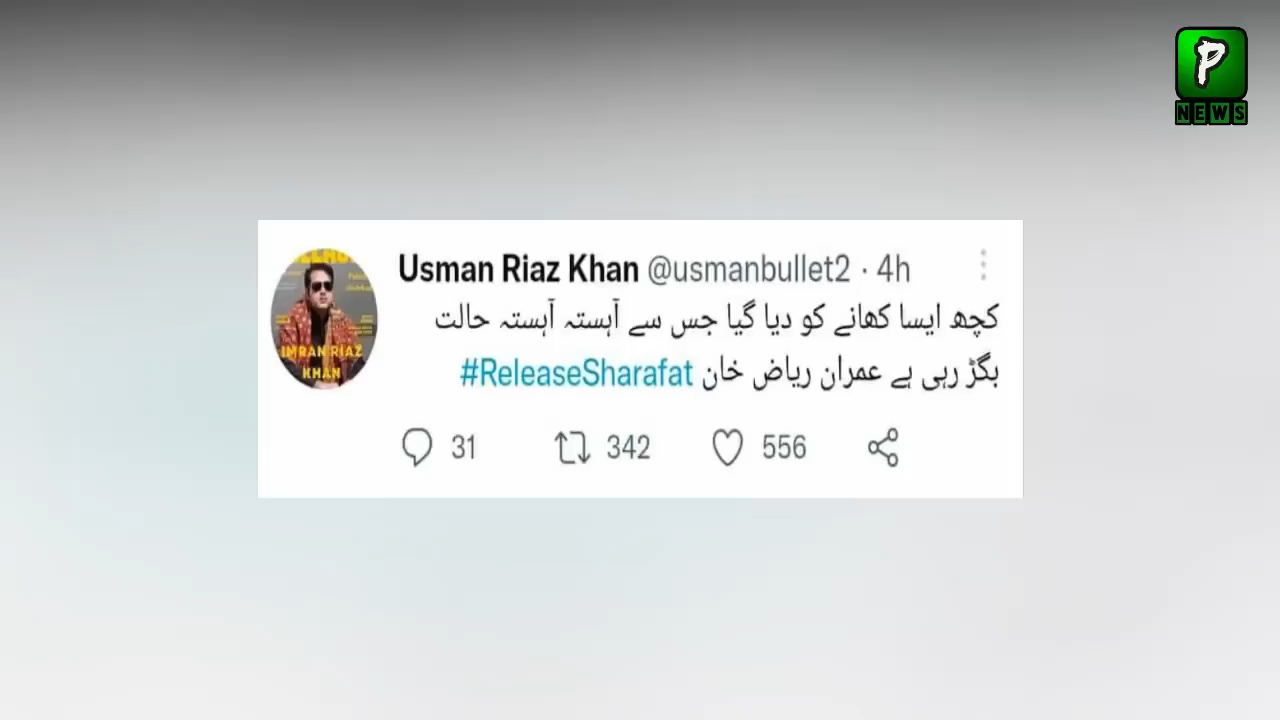 P
NEWS
Usman Riaz Khan @usmanbullet2 · 4h
کچھ ایسا کھانے کو دیا گیا جس سے آہستہ آہستہ حالت
بگڑ رہی ہے عمران ریاض خان #ReleaseSharafat
31 342 556
IMRAN RIAZ
KHAN